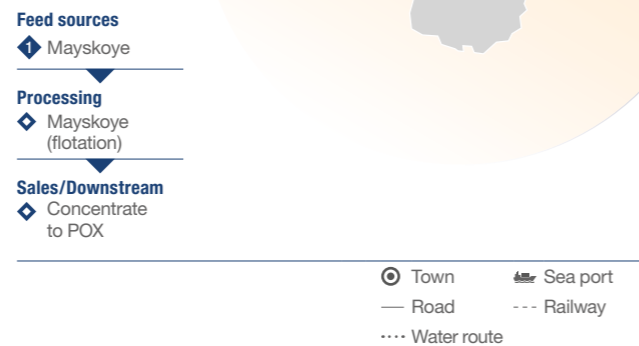 Feed sources
1 Mayskoye
Processing
Mayskoye
(flotation)
Sales/Downstream
Concentrate
to POX
Town
Sea port
Road
Railway
Water route